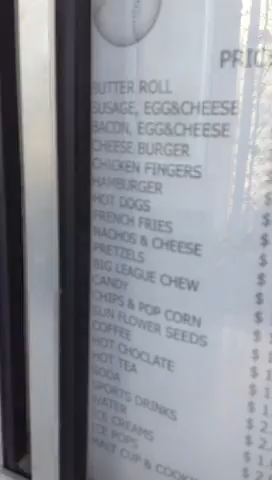 PRIC
BUTTER ROLL
SUSAGE, EGG&CHEESE
BACON, EGG&CHEESE
CHEESE BURGER
CHICKEN FINGERS
HAMBURGER
HOT DOGS
FRENCH FRIES
NACHOS & CHEESE
PRETZELS
BIG LEAGUE CHEW
CANDY
CHIPS & POP CORN
SUN FLOWER SEEDS
COFFEE
HOT CHOCLATE
HOT TEA
SODA
SPORTS DRINKS
WATER
ICE CREAMS
ICE POPS
MALT CUP & COOKI